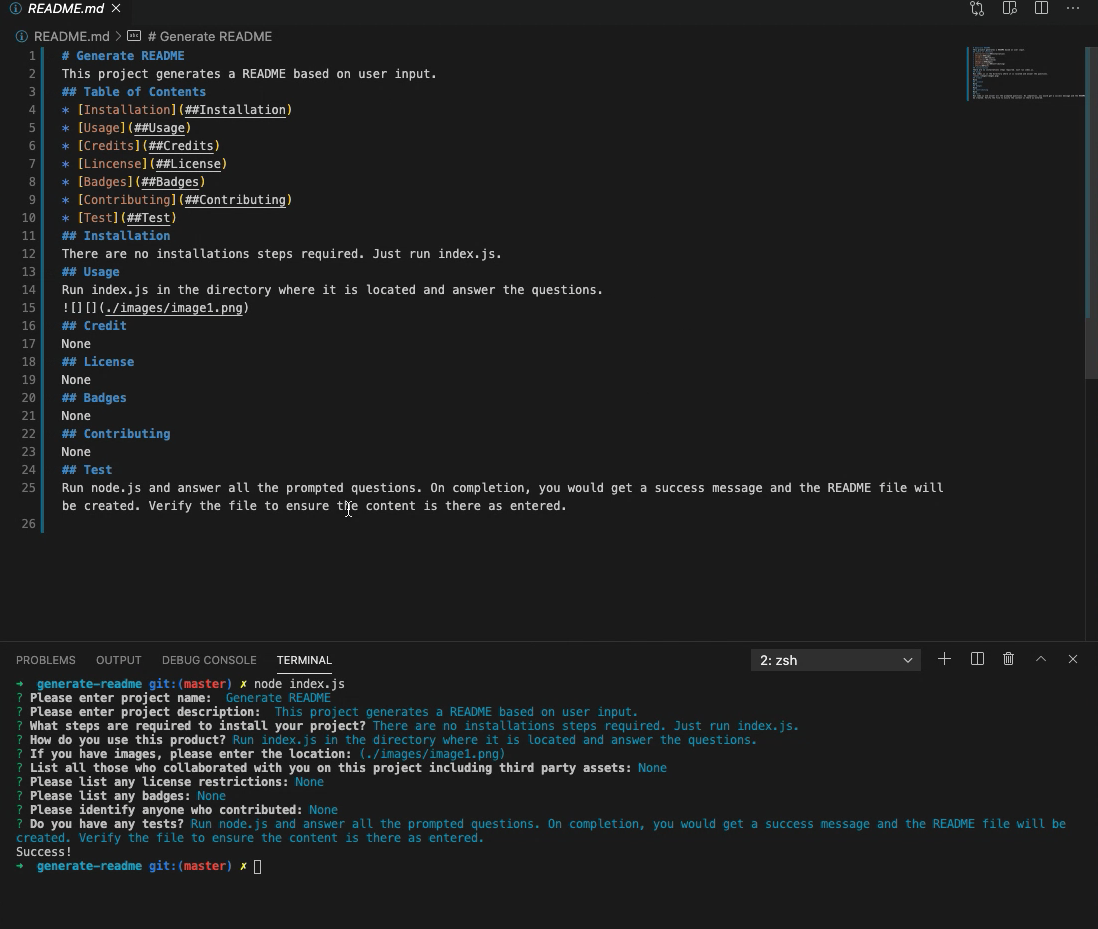 README.md
README.md > # Generate README
1 # Generate README
2 This project generates a README based on user input.
3 ## Table of Contents
4 * [Installation](##Installation)
5 * [Usage](##Usage)
6 * [Credits](##Credits)
7 * [Lincense](##License)
8 * [Badges](##Badges)
9 * [Contributing](##Contributing)
10 * [Test](##Test)
11 ## Installation
12 There are no installations steps required. Just run index.js.
13 ## Usage
14 Run index.js in the directory where it is located and answer the questions.
15 ![][](./images/image1.png)
16 ## Credit
17 None
18 ## License
19 None
20 ## Badges
21 None
22 ## Contributing
23 None
24 ## Test
25 Run node.js and answer all the prompted questions. On completion, you would get a success message and the README file will
be created. Verify the file to ensure the content is there as entered.
26
PROBLEMS OUTPUT DEBUG CONSOLE TERMINAL 2: zsh
➜ generate-readme git:(master) ✗ node index.js
? Please enter project name: Generate README
? Please enter project description: This project generates a README based on user input.
? What steps are required to install your project? There are no installations steps required. Just run index.js.
? How do you use this product? Run index.js in the directory where it is located and answer the questions.
? If you have images, please enter the location: (./images/image1.png)
? List all those who collaborated with you on this project including third party assets: None
? Please list any license restrictions: None
? Please list any badges: None
? Please identify anyone who contributed: None
? Do you have any tests? Run node.js and answer all the prompted questions. On completion, you would get a success message and the README file will be
created. Verify the file to ensure the content is there as entered.
Success!
➜ generate-readme git:(master) ✗